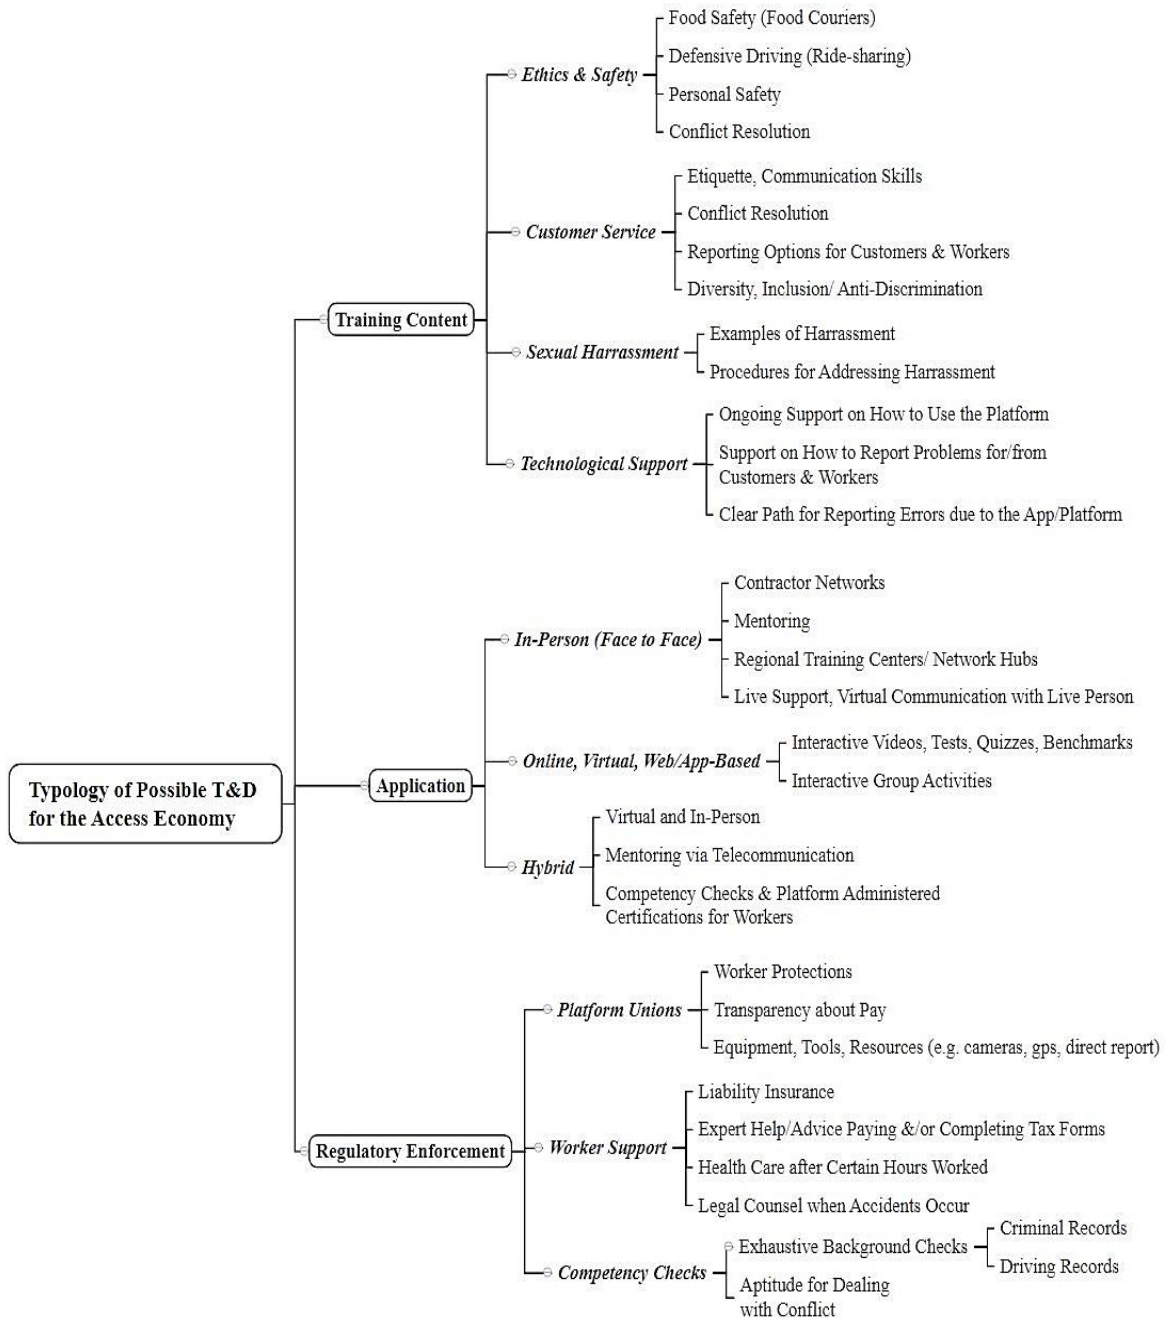 Typology of Possible T&D
for the Access Economy
Training Content
Ethics & Safety
Food Safety (Food Couriers)
Defensive Driving (Ride-sharing)
Personal Safety
Conflict Resolution
Customer Service
Etiquette, Communication Skills
Conflict Resolution
Reporting Options for Customers & Workers
Diversity, Inclusion/ Anti-Discrimination
Sexual Harrassment
Examples of Harrassment
Procedures for Addressing Harrassment
Technological Support
Ongoing Support on How to Use the Platform
Support on How to Report Problems for/from
Customers & Workers
Clear Path for Reporting Errors due to the App/Platform
Application
In-Person (Face to Face)
Contractor Networks
Mentoring
Regional Training Centers/ Network Hubs
Live Support, Virtual Communication with Live Person
Online, Virtual, Web/App-Based
Interactive Videos, Tests, Quizzes, Benchmarks
Interactive Group Activities
Hybrid
Virtual and In-Person
Mentoring via Telecommunication
Competency Checks & Platform Administered
Certifications for Workers
Regulatory Enforcement
Platform Unions
Worker Protections
Transparency about Pay
Equipment, Tools, Resources (e.g. cameras, gps, direct report)
Worker Support
Liability Insurance
Expert Help/Advice Paying &/or Completing Tax Forms
Health Care after Certain Hours Worked
Legal Counsel when Accidents Occur
Competency Checks
Exhaustive Background Checks
Criminal Records
Driving Records
Aptitude for Dealing
with Conflict